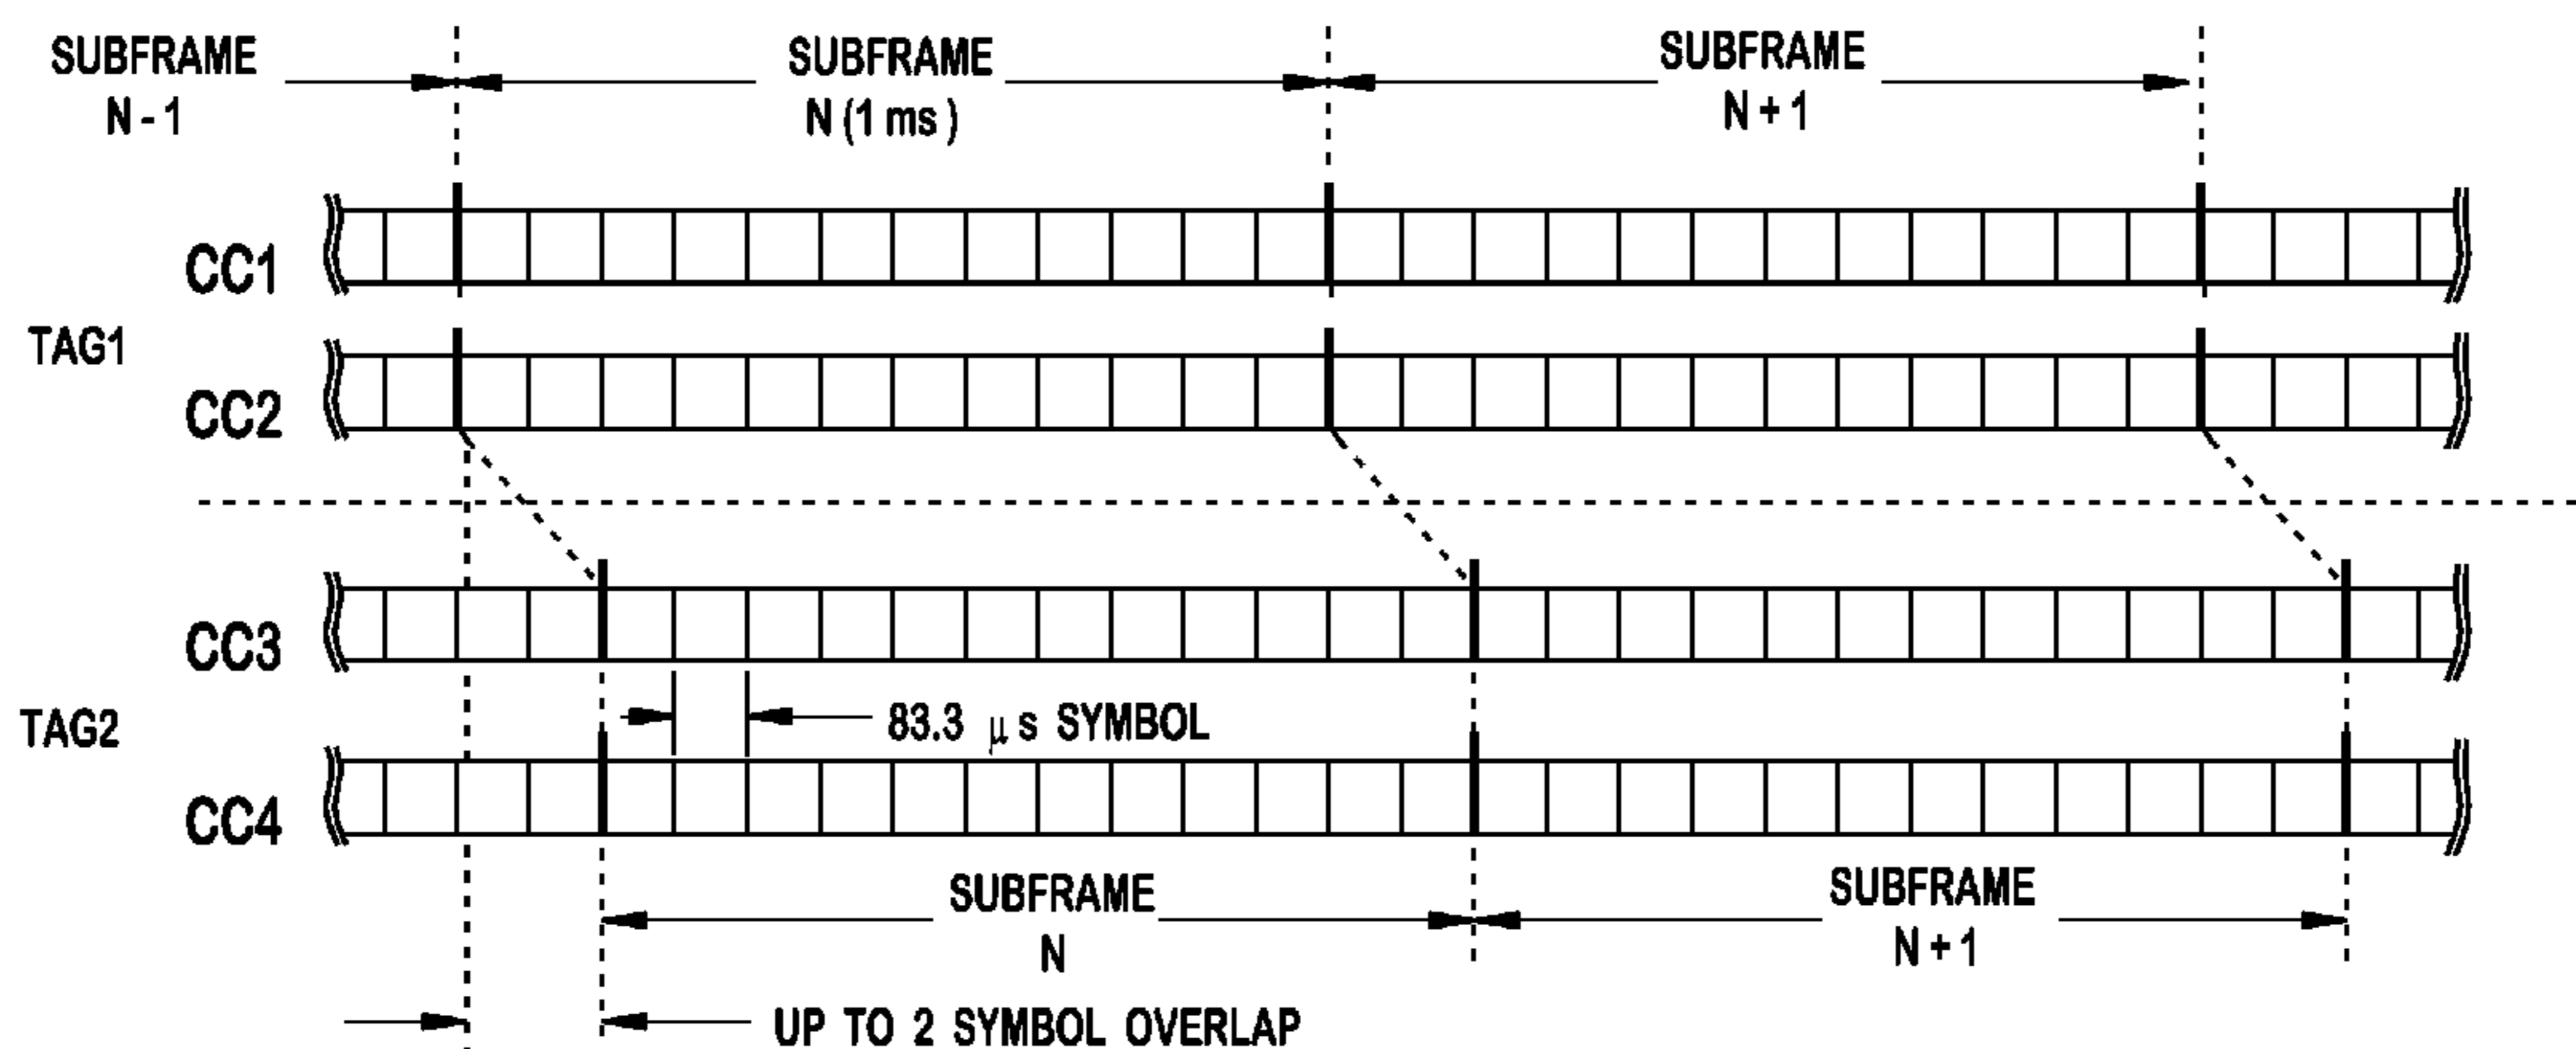 SUBFRAME
N - 1
SUBFRAME
N (1 ms )
SUBFRAME
N + 1
CC1
TAG1
CC2
CC3
TAG2
83.3 μs SYMBOL
CC4
SUBFRAME
N
SUBFRAME
N + 1
UP TO 2 SYMBOL OVERLAP